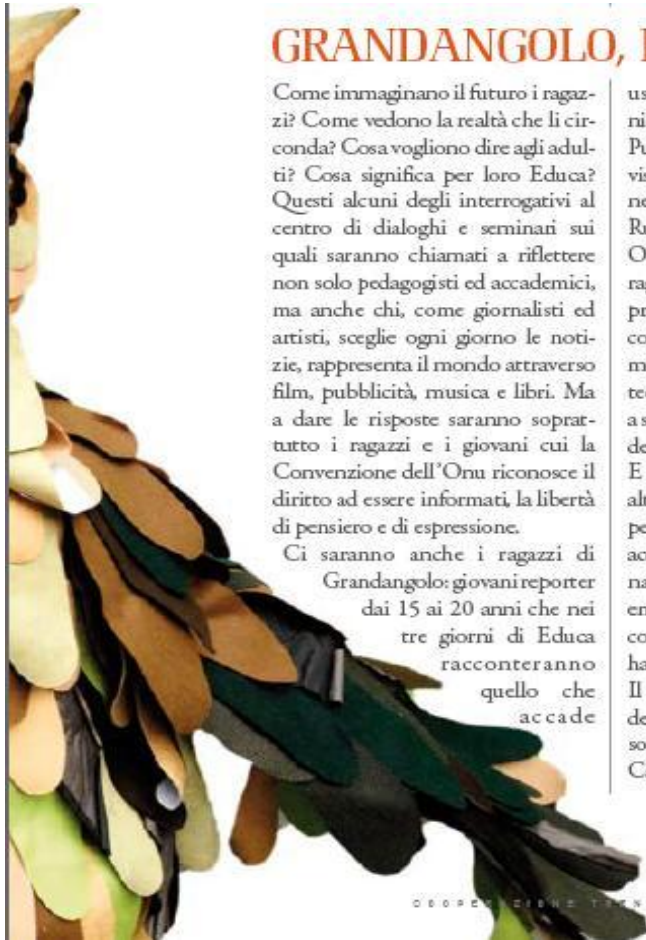 GRANDANGOLO,
Come immaginano il futuro i ragaz-
zi? Come vedono la realtà che li cir-
conda? Cosa vogliono dire agli adul-
ti? Cosa significa per loro Educa?
Questi alcuni degli interrogativi al
centro di dialoghi e seminari sui
quali saranno chiamati a riflettere
non solo pedagogisti ed accademici,
ma anche chi, come giornalisti ed
artisti, sceglie ogni giorno le noti-
zie, rappresenta il mondo attraverso
film, pubblicità, musica e libri. Ma
a dare le risposte saranno soprat-
tutto i ragazzi e i giovani cui la
Convenzione dell'Onu riconosce il
diritto ad essere informati, la libertà
di pensiero e di espressione.
Ci saranno anche i ragazzi di
Grandangolo: giovani reporter
dai 15 ai 20 anni che nei
tre giorni di Educa
racconteranno
quello che
accade